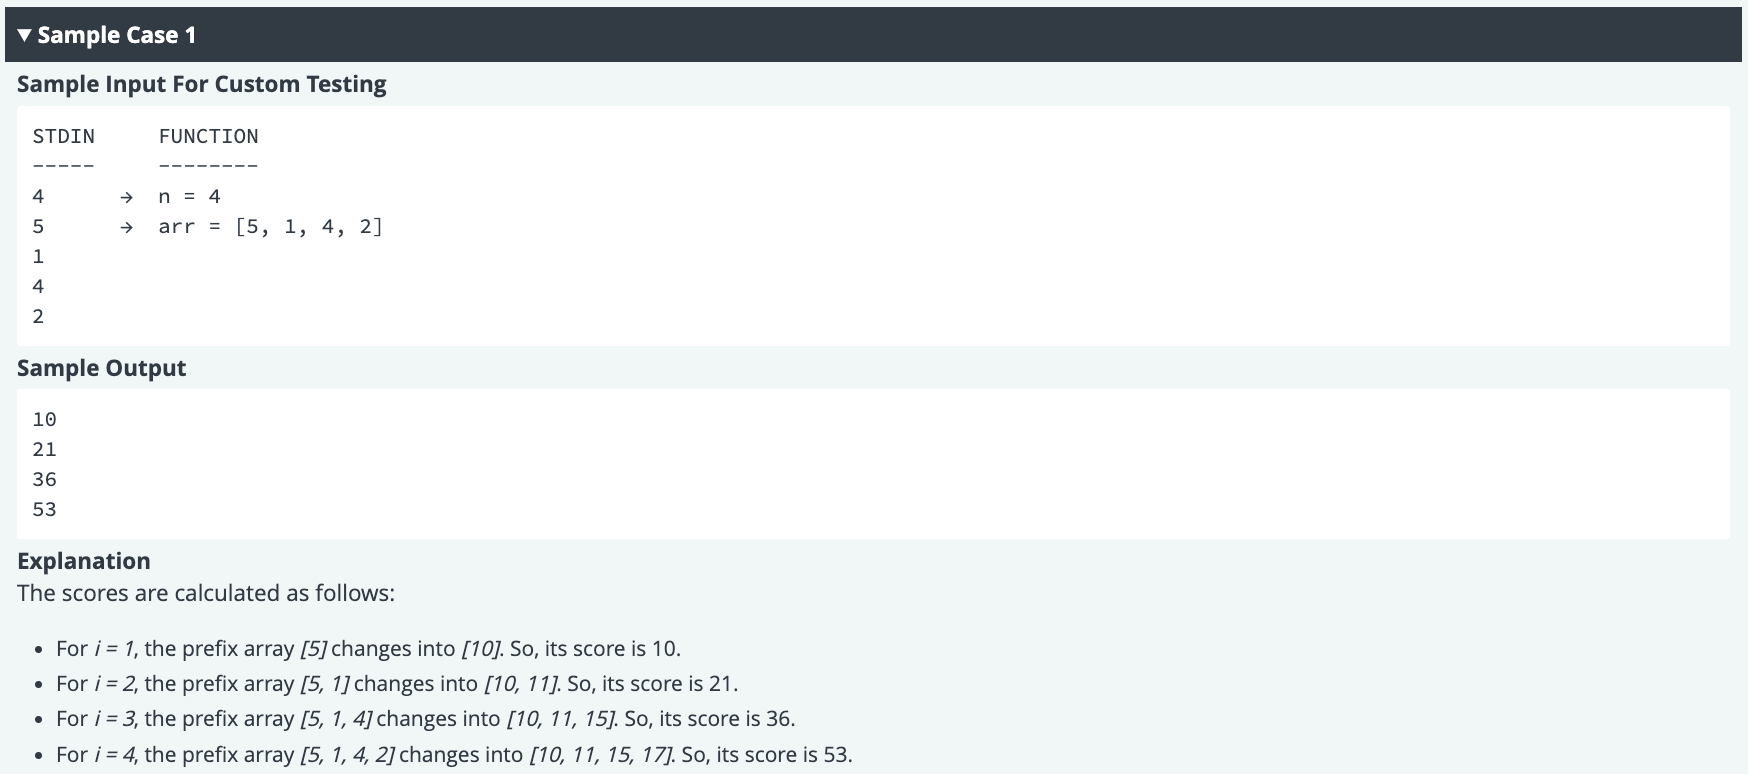 ▼ Sample Case 1
Sample Input For Custom Testing
STDIN     FUNCTION
-----     --------
4      →  n = 4
5      →  arr = [5, 1, 4, 2]
1
4
2
Sample Output
10
21
36
53
Explanation
The scores are calculated as follows:
• For i = 1, the prefix array [5] changes into [10]. So, its score is 10.
• For i = 2, the prefix array [5, 1] changes into [10, 11]. So, its score is 21.
• For i = 3, the prefix array [5, 1, 4] changes into [10, 11, 15]. So, its score is 36.
• For i = 4, the prefix array [5, 1, 4, 2] changes into [10, 11, 15, 17]. So, its score is 53.